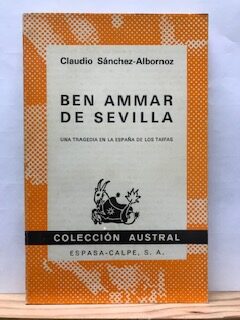 Claudio Sánchez-Albornoz
BEN AMMAR
DE SEVILLA
UNA TRAGEDIA EN LA ESPAÑA DE LOS TAIFAS
COLECCIÓN AUSTRAL
ESPASA-CALPE, S. A.